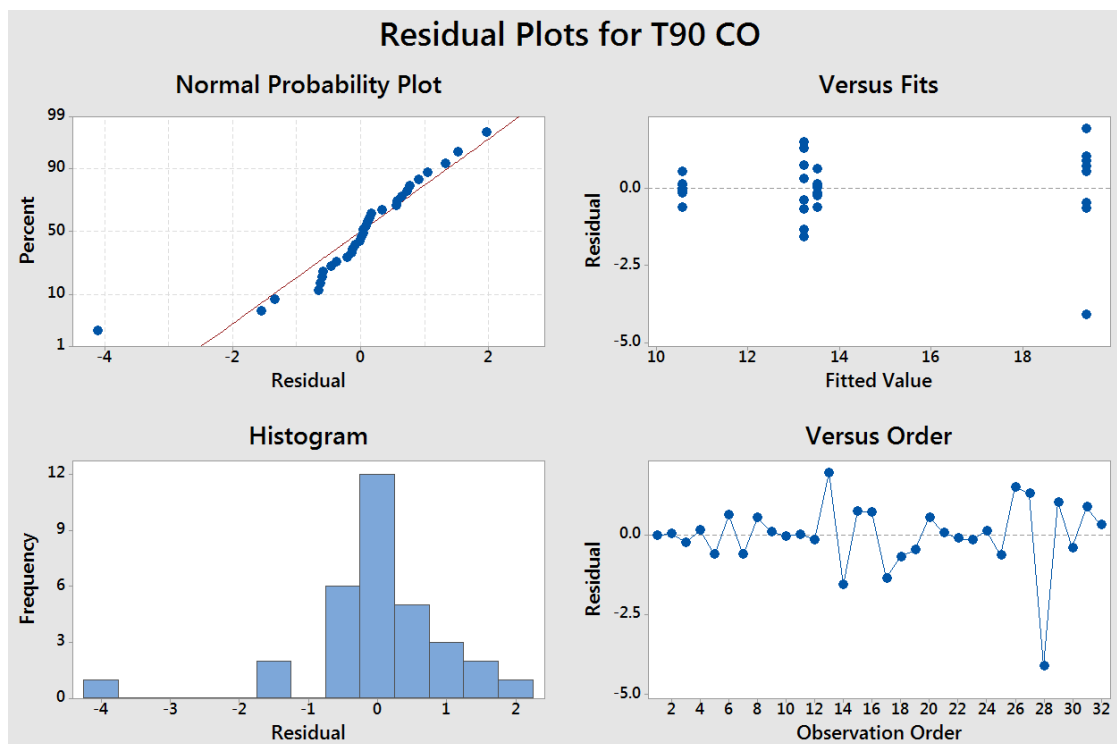 Residual Plots for T90 CO
Normal Probability Plot
99
90
50
10
1
Percent
-4 -2 0 2
Residual
Versus Fits
0.0
-2.5
-5.0
Residual
10 12 14 16 18
Fitted Value
Histogram
12
9
6
3
0
Frequency
-4 -3 -2 -1 0 1 2
Residual
Versus Order
0.0
-2.5
-5.0
Residual
2 4 6 8 10 12 14 16 18 20 22 24 26 28 30 32
Observation Order